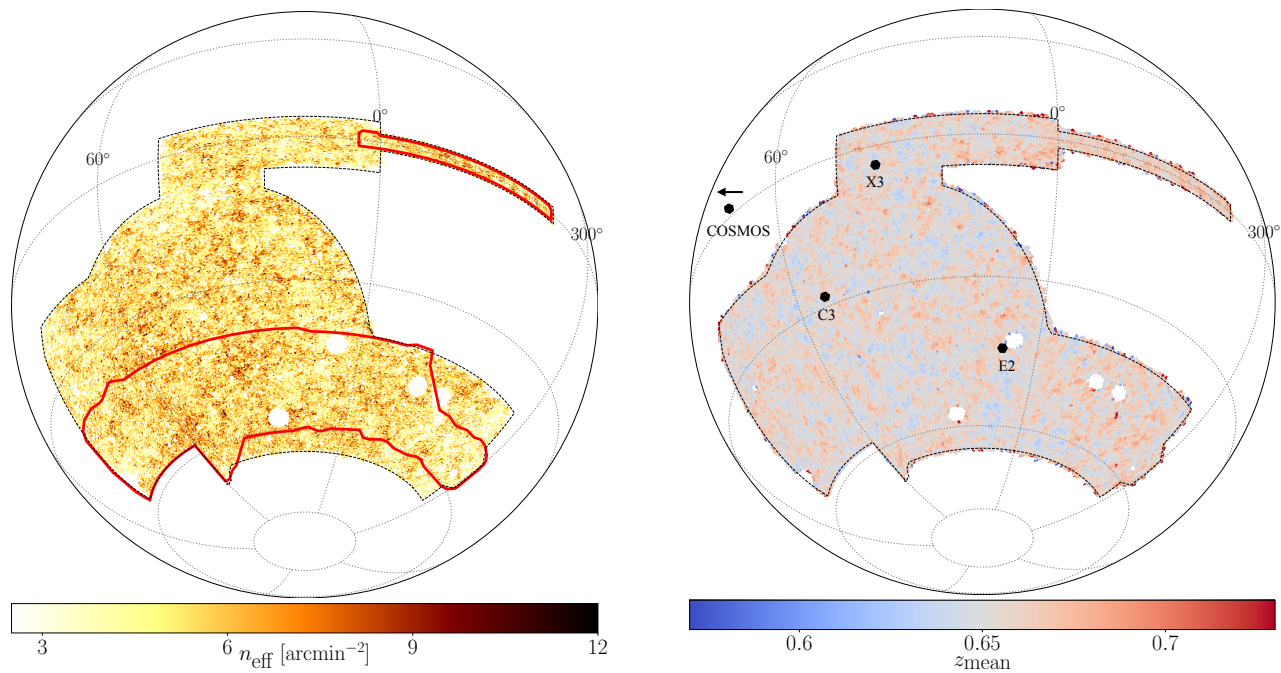 0°
60°
300°
3
6
9
12
n_eff [arcmin⁻²]
0°
60°
X3
COSMOS
300°
C3
E2
0.6
0.65
0.7
z_mean